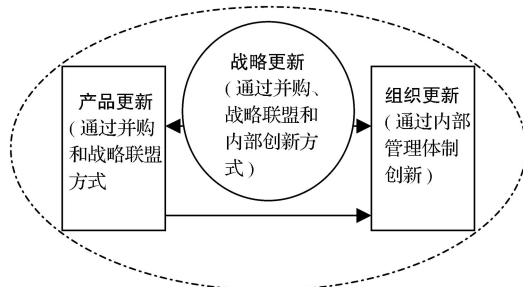 产品更新
(通过并购
和战略联盟
方式
战略更新
(通过并购、
战略联盟和
内部创新方
式)
组织更新
(通过内部
管理体制
创新)